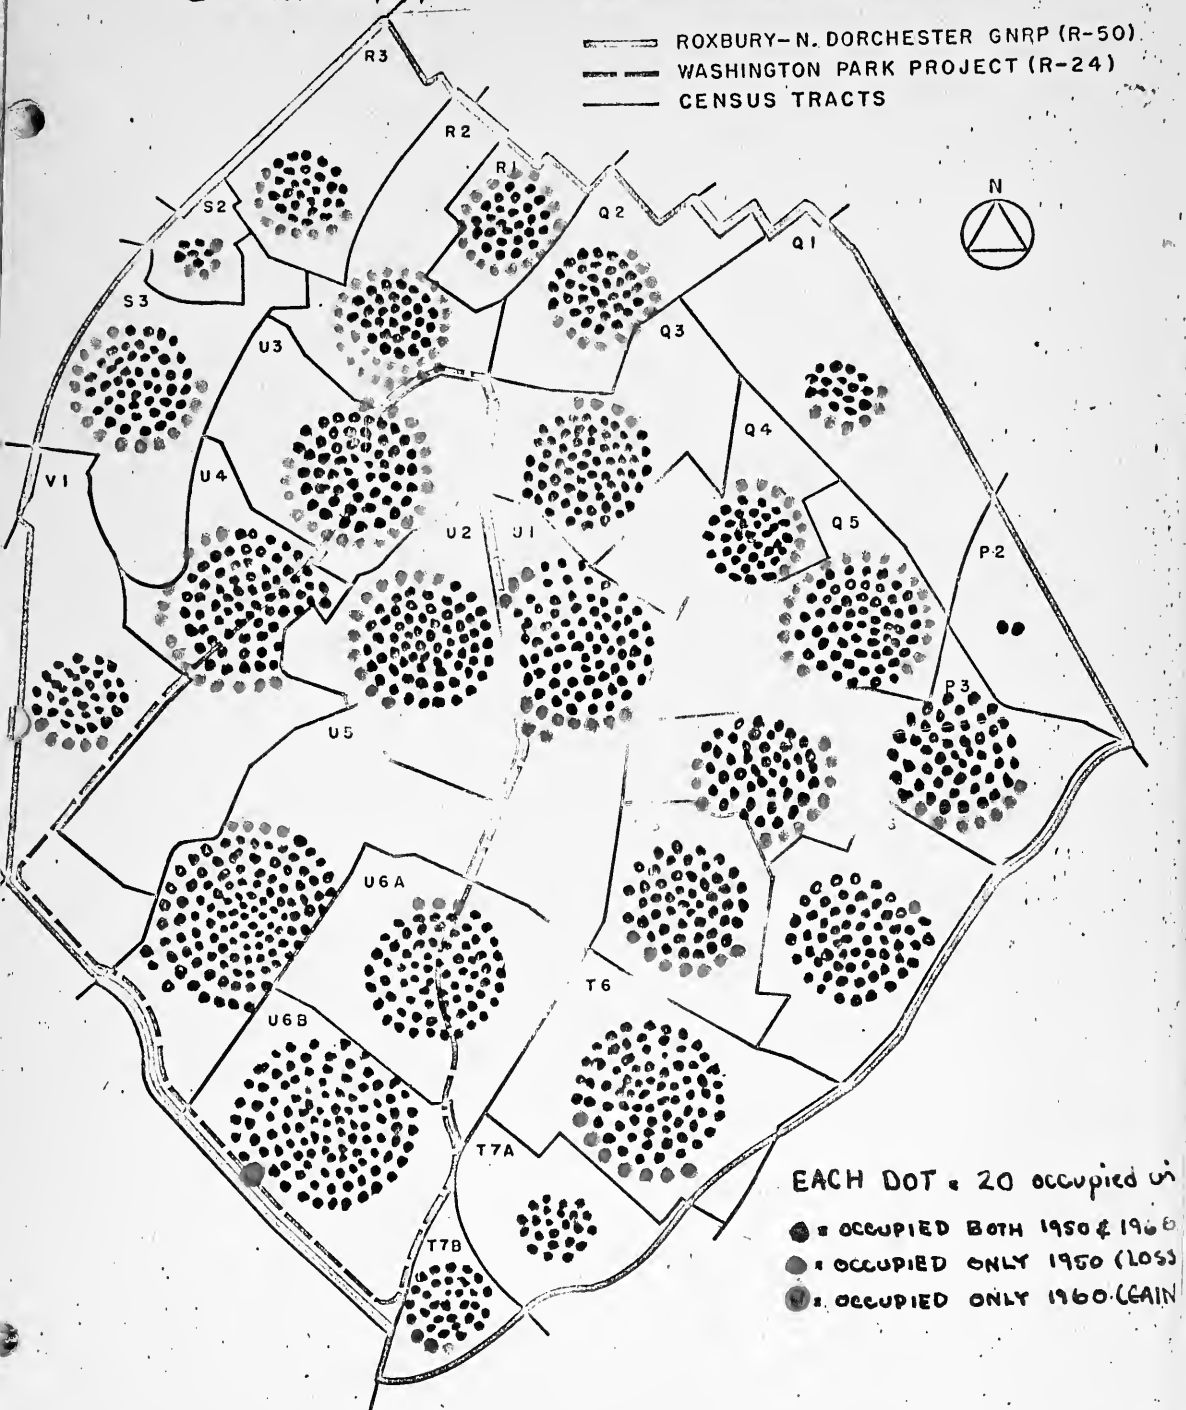 ROXBURY-N. DORCHESTER GNRP (R-50)
WASHINGTON PARK PROJECT (R-24)
CENSUS TRACTS
R3
R2
R1
S2
Q2
N
Q1
S3
U3
Q3
Q4
V1
U4
Q5
U2
U1
P2
P3
U5
U6A
T6
U6B
T7A
T7B
EACH DOT = 20 occupied
= OCCUPIED BOTH 1950 & 1960
= OCCUPIED ONLY 1950 (LOSS
= OCCUPIED ONLY 1960 (GAIN